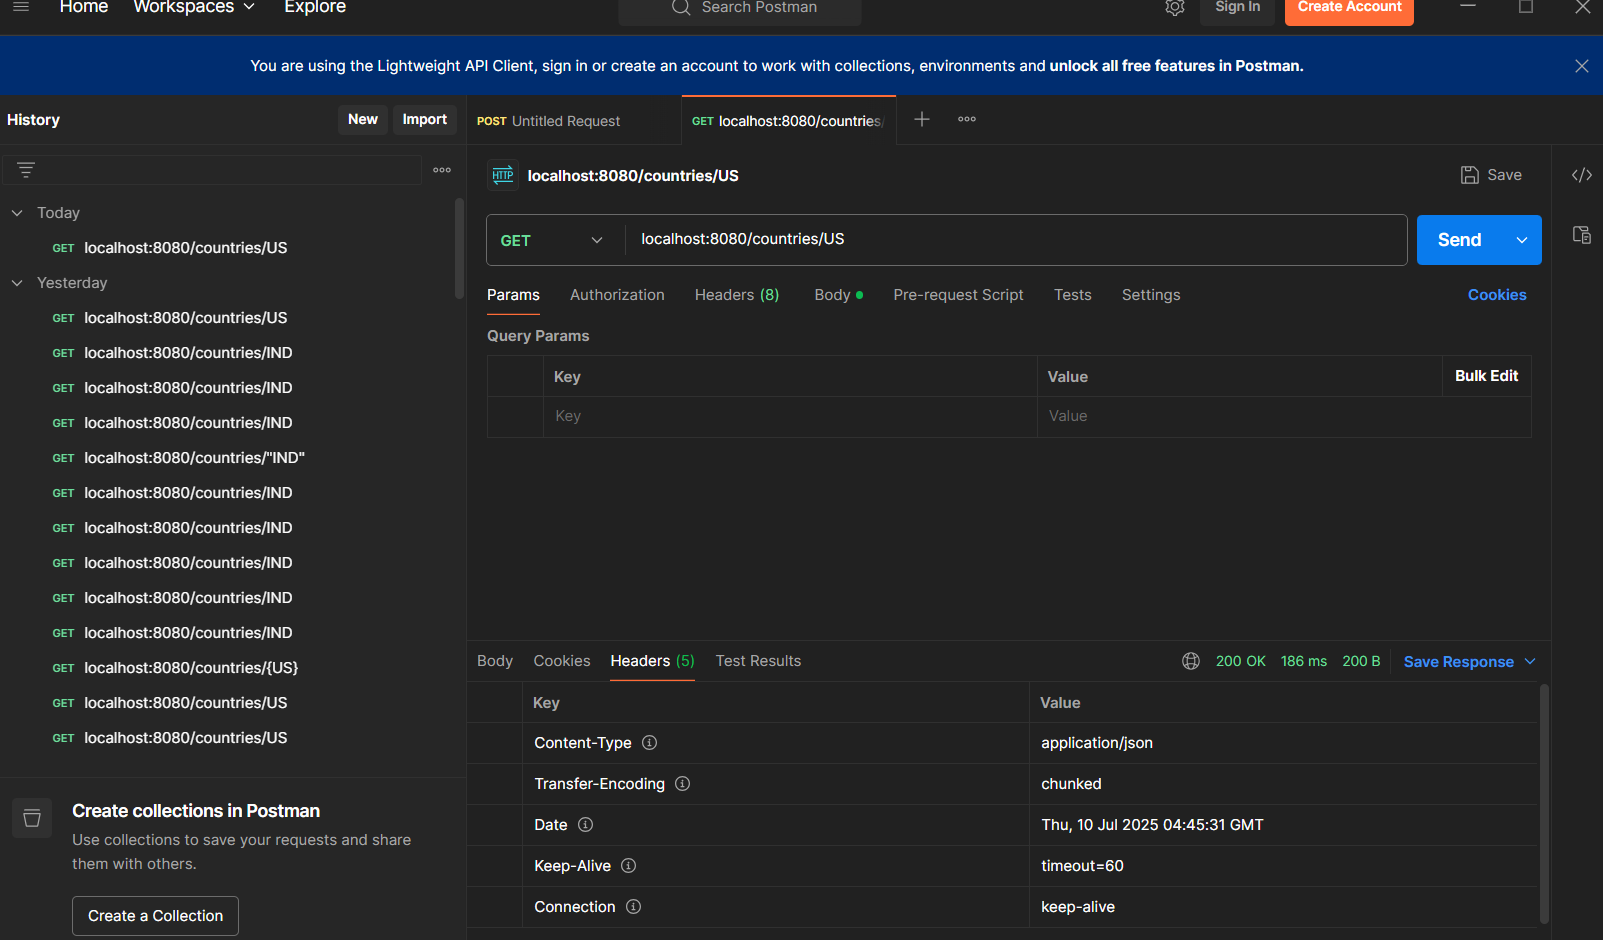 Home Workspaces Explore Search Postman Sign In Create Account
You are using the Lightweight API Client, sign in or create an account to work with collections, environments and unlock all free features in Postman.
History New Import
POST Untitled Request GET localhost:8080/countries/
HTTP localhost:8080/countries/US Save
Today
GET localhost:8080/countries/US
Yesterday
GET localhost:8080/countries/US
GET localhost:8080/countries/IND
GET localhost:8080/countries/IND
GET localhost:8080/countries/IND
GET localhost:8080/countries/"IND"
GET localhost:8080/countries/IND
GET localhost:8080/countries/IND
GET localhost:8080/countries/IND
GET localhost:8080/countries/IND
GET localhost:8080/countries/IND
GET localhost:8080/countries/{US}
GET localhost:8080/countries/US
GET localhost:8080/countries/US
Create collections in Postman
Use collections to save your requests and share
them with others.
Create a Collection
GET localhost:8080/countries/US Send
Params Authorization Headers (8) Body Pre-request Script Tests Settings Cookies
Query Params
Key Value Bulk Edit
Key Value
Body Cookies Headers (5) Test Results 200 OK 186 ms 200 B Save Response
Key Value
Content-Type application/json
Transfer-Encoding chunked
Date Thu, 10 Jul 2025 04:45:31 GMT
Keep-Alive timeout=60
Connection keep-alive